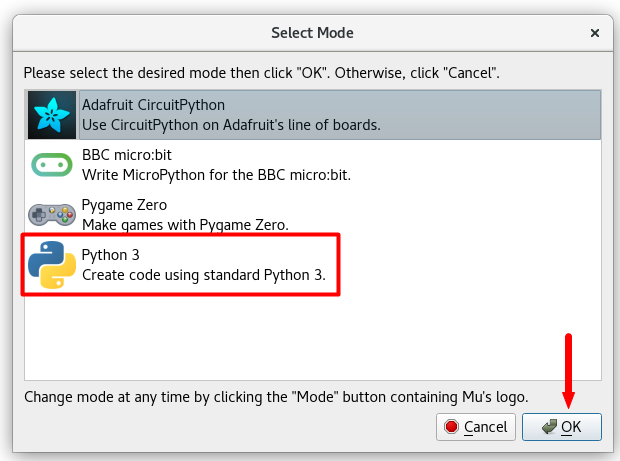 Select Mode
Please select the desired mode then click "OK". Otherwise, click "Cancel".
Adafruit CircuitPython
Use CircuitPython on Adafruit's line of boards.
BBC micro:bit
Write MicroPython for the BBC micro:bit.
Pygame Zero
Make games with Pygame Zero.
Python 3
Create code using standard Python 3.
Change mode at any time by clicking the "Mode" button containing Mu's logo.
Cancel
OK